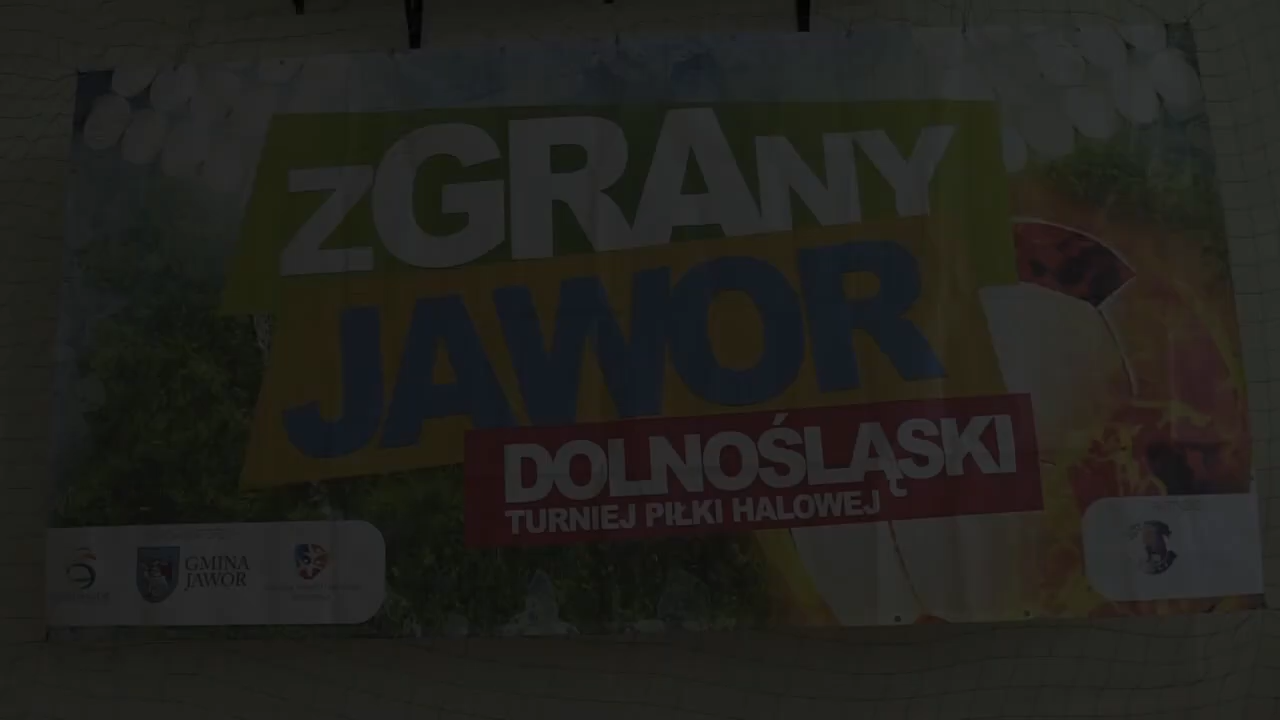 ZGRANY
JAWOR
DOLNOŚLĄSKI
TURNIEJ PIŁKI HALOWEJ
GMINA
JAWOR